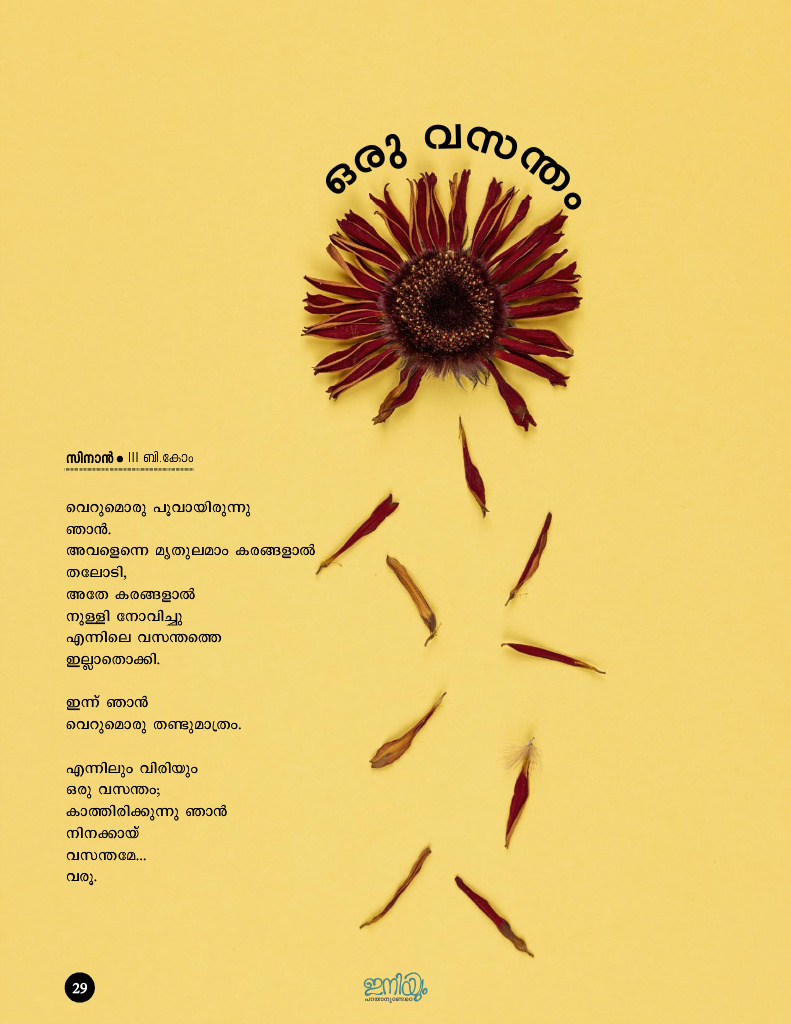 ഒരു വസന്തം
സിനാൻ ● III ബി.കോം
വെറുമൊരു പൂവായിരുന്നു
ഞാൻ.
അവളെന്നെ മൃതുലമാം കരങ്ങളാൽ
തലോടി,
അതേ കരങ്ങളാൽ
നുള്ളി നോവിച്ചു
എന്നിലെ വസന്തത്തെ
ഇല്ലാതൊക്കി.
ഇന്ന് ഞാൻ
വെറുമൊരു തണ്ടുമാത്രം.
എന്നിലും വിരിയും
ഒരു വസന്തം;
കാത്തിരിക്കുന്നു ഞാൻ
നിനക്കായ്
വസന്തമേ...
വരൂ.
29
ഇനിയും
പറയാനുണ്ടേറെ